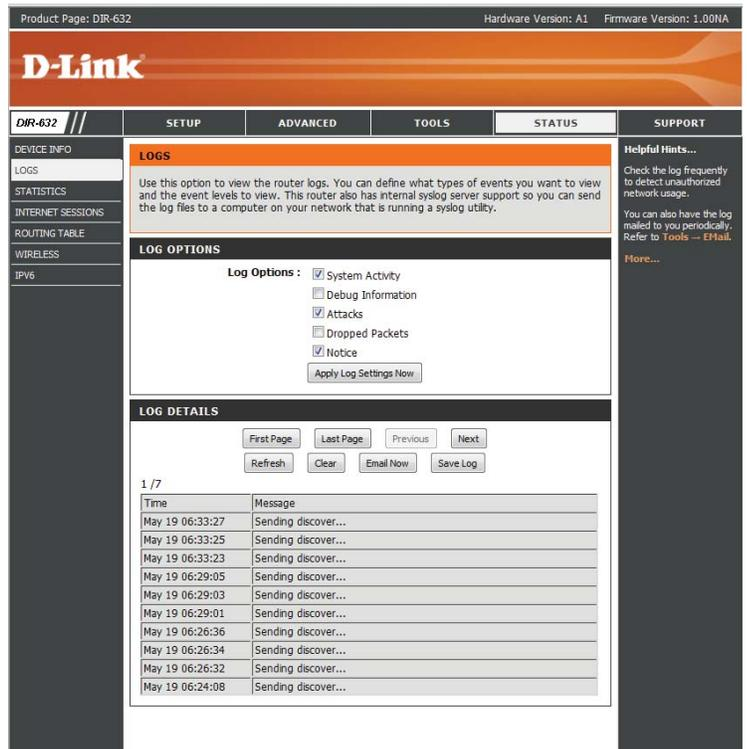 Product Page: DIR-632
Hardware Version: A1 Firmware Version: 1.00NA
D-Link
DIR-632
SETUP
ADVANCED
TOOLS
STATUS
SUPPORT
DEVICE INFO
LOGS
STATISTICS
INTERNET SESSIONS
ROUTING TABLE
WIRELESS
IPV6
LOGS
Use this option to view the router logs. You can define what types of events you want to view
and the event levels to view. This router also has internal syslog server support so you can send
the log files to a computer on your network that is running a syslog utility.
LOG OPTIONS
Log Options :
System Activity
Debug Information
Attacks
Dropped Packets
Notice
Apply Log Settings Now
LOG DETAILS
First Page Last Page Previous Next
Refresh Clear Email Now Save Log
1 /7
Time Message
May 19 06:33:27 Sending discover...
May 19 06:33:25 Sending discover...
May 19 06:33:23 Sending discover...
May 19 06:29:05 Sending discover...
May 19 06:29:03 Sending discover...
May 19 06:29:01 Sending discover...
May 19 06:26:36 Sending discover...
May 19 06:26:34 Sending discover...
May 19 06:26:32 Sending discover...
May 19 06:24:08 Sending discover...
Helpful Hints...
Check the log frequently
to detect unauthorized
network usage.
You can also have the log
mailed to you periodically.
Refer to Tools → EMail.
More...